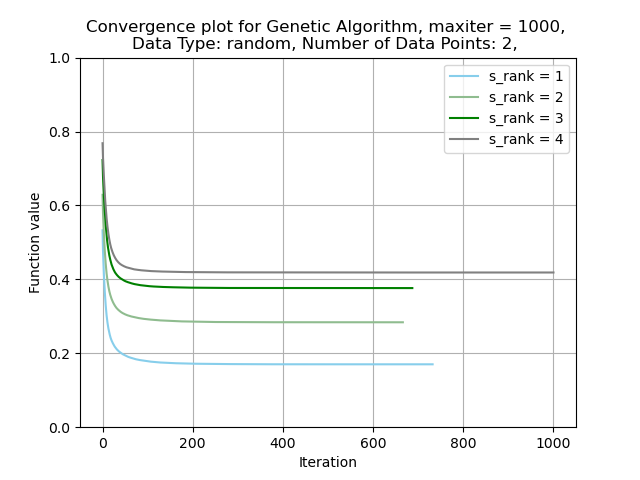 Convergence plot for Genetic Algorithm, maxiter = 1000,
Data Type: random, Number of Data Points: 2,
s_rank = 1
s_rank = 2
s_rank = 3
s_rank = 4
Function value
1.0
0.8
0.6
0.4
0.2
0.0
0 200 400 600 800 1000
Iteration